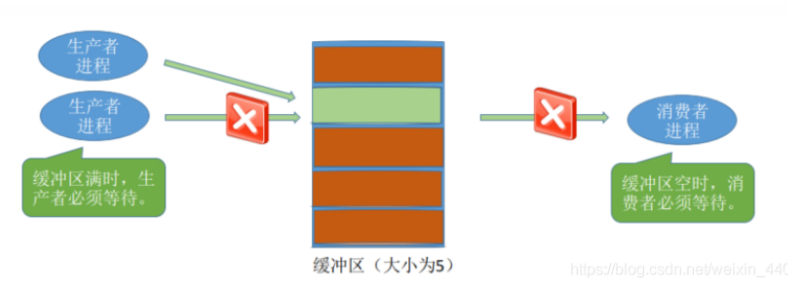 生产者
进程
生产者
进程
缓冲区满时，生
产者必须等待。
消费者
进程
缓冲区空时，消
费者必须等待。
缓冲区（大小为5）
https://blog.csdn.net/weixin_440